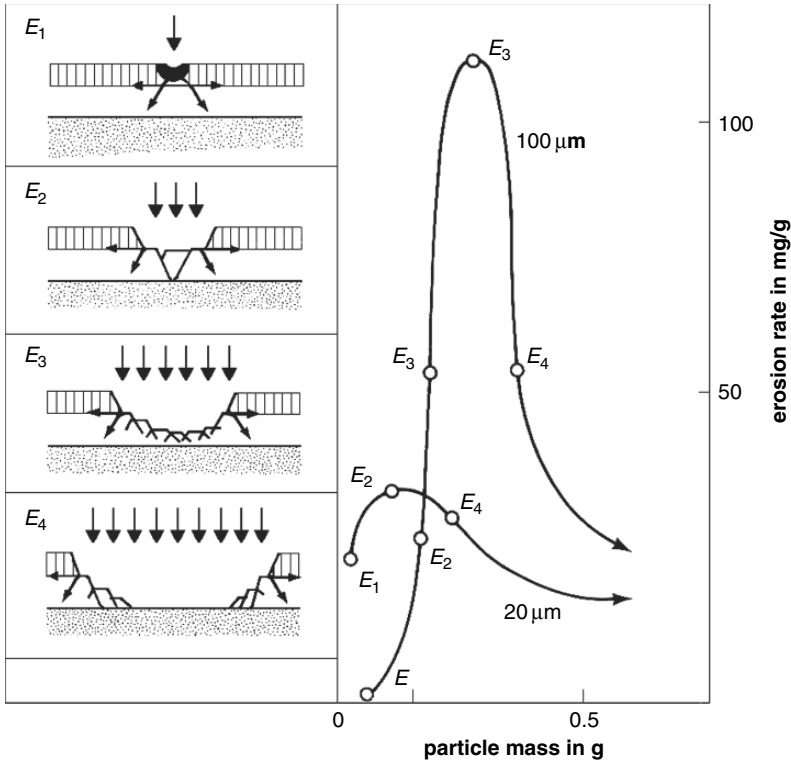 E₁
E₂
E₃
E₄
E₃
100 μm
E₃
E₄
E₂
E₄
E₁
E₂
20 μm
E
100
50
erosion rate in mg/g
0
0.5
particle mass in g